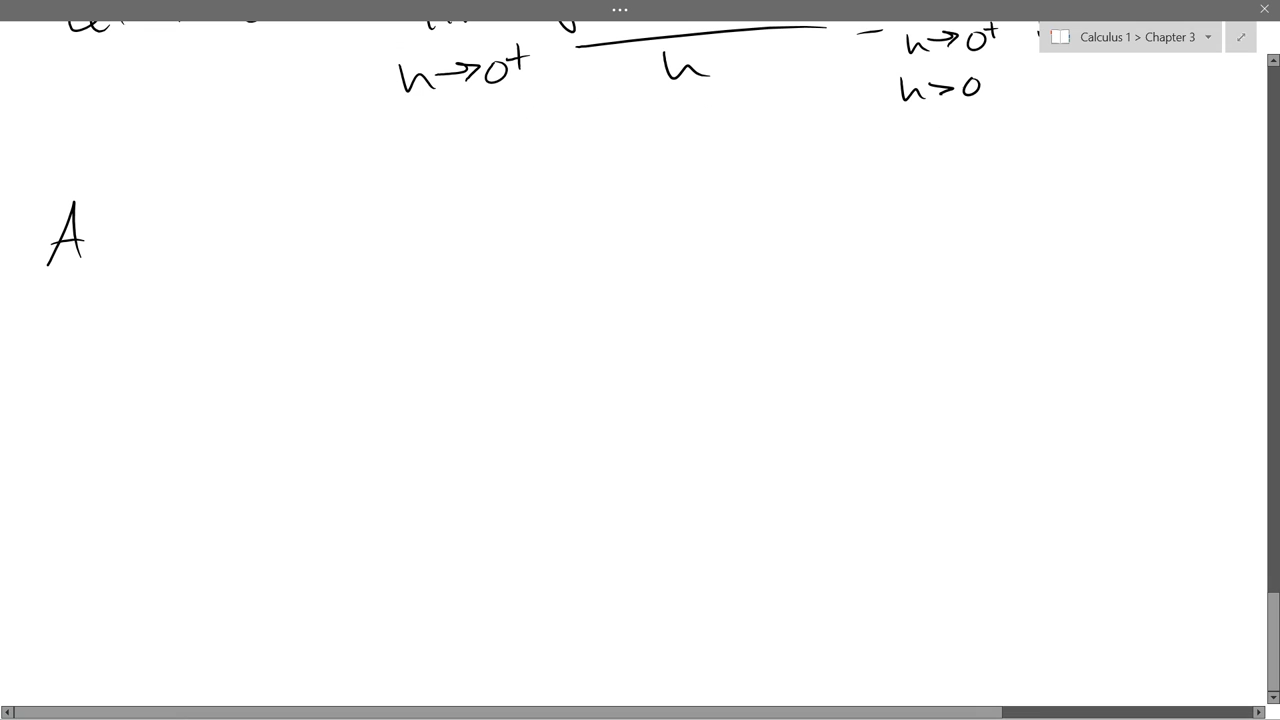 h
h→0⁺
h→0⁺
h>0
A
Calculus 1 > Chapter 3